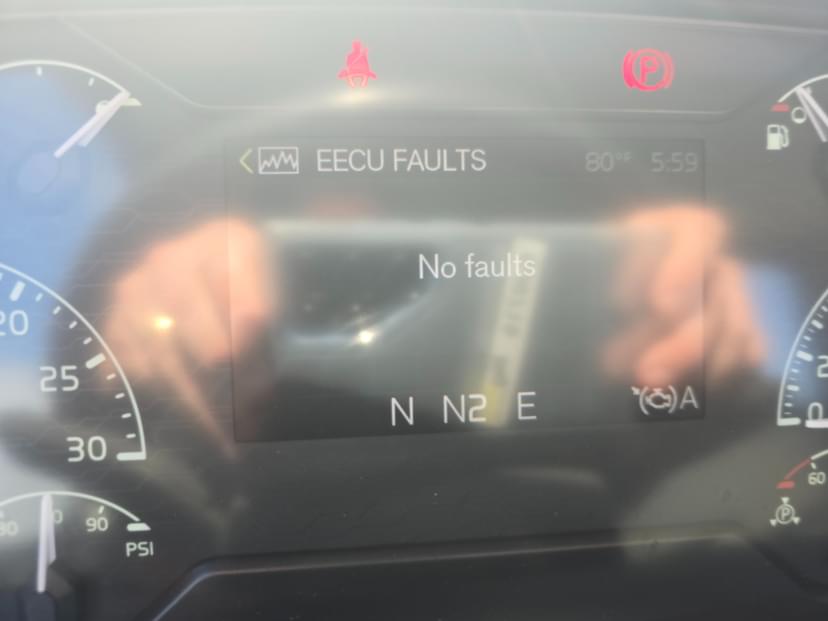 P
EECU FAULTS 80°F 5:59
No faults
20
25
30
N N2 E A
90
PSI
60
P